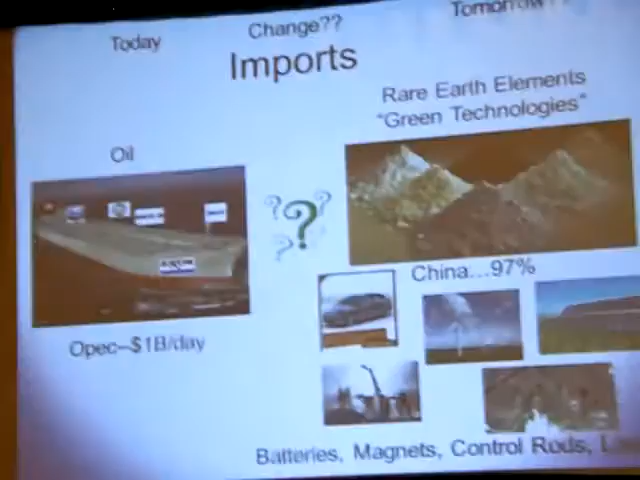 Today
Change??
Tomorrow??
Imports
Oil
Rare Earth Elements
"Green Technologies"
???
China...97%
Opec–$1B/day
Batteries, Magnets, Control Rods,